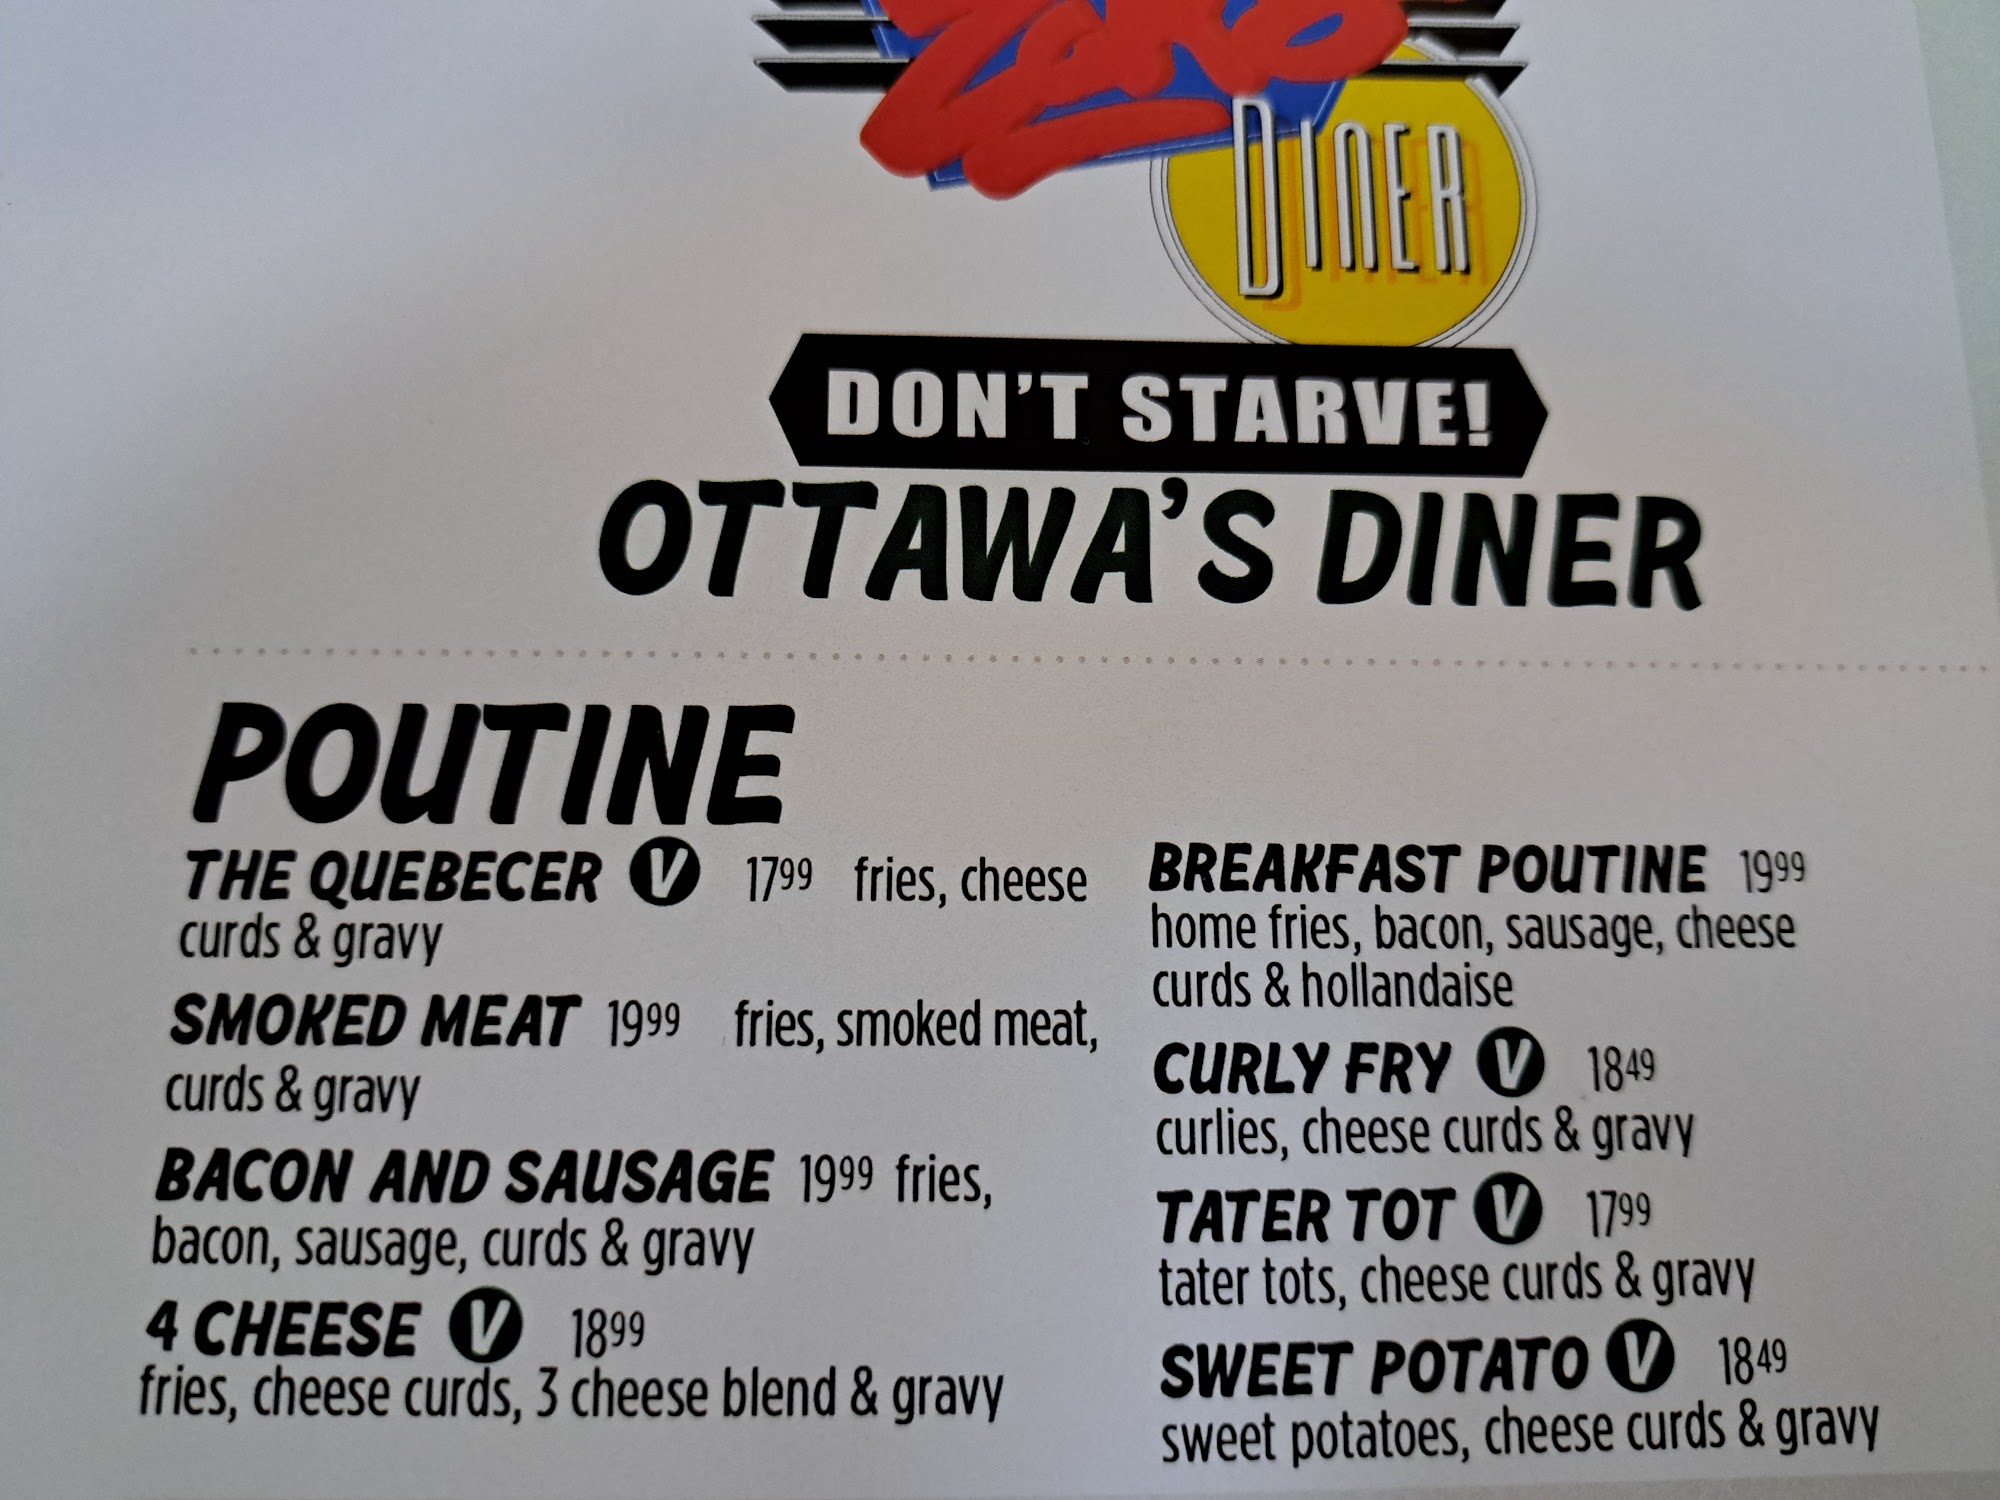 DINER
DON'T STARVE!
OTTAWA'S DINER
POUTINE
THE QUEBECER V 17⁹⁹ fries, cheese
curds & gravy
SMOKED MEAT 19⁹⁹ fries, smoked meat,
curds & gravy
BACON AND SAUSAGE 19⁹⁹ fries,
bacon, sausage, curds & gravy
4 CHEESE V 18⁹⁹
fries, cheese curds, 3 cheese blend & gravy
BREAKFAST POUTINE 19⁹⁹
home fries, bacon, sausage, cheese
curds & hollandaise
CURLY FRY V 18⁴⁹
curlies, cheese curds & gravy
TATER TOT V 17⁹⁹
tater tots, cheese curds & gravy
SWEET POTATO V 18⁴⁹
sweet potatoes, cheese curds & gravy